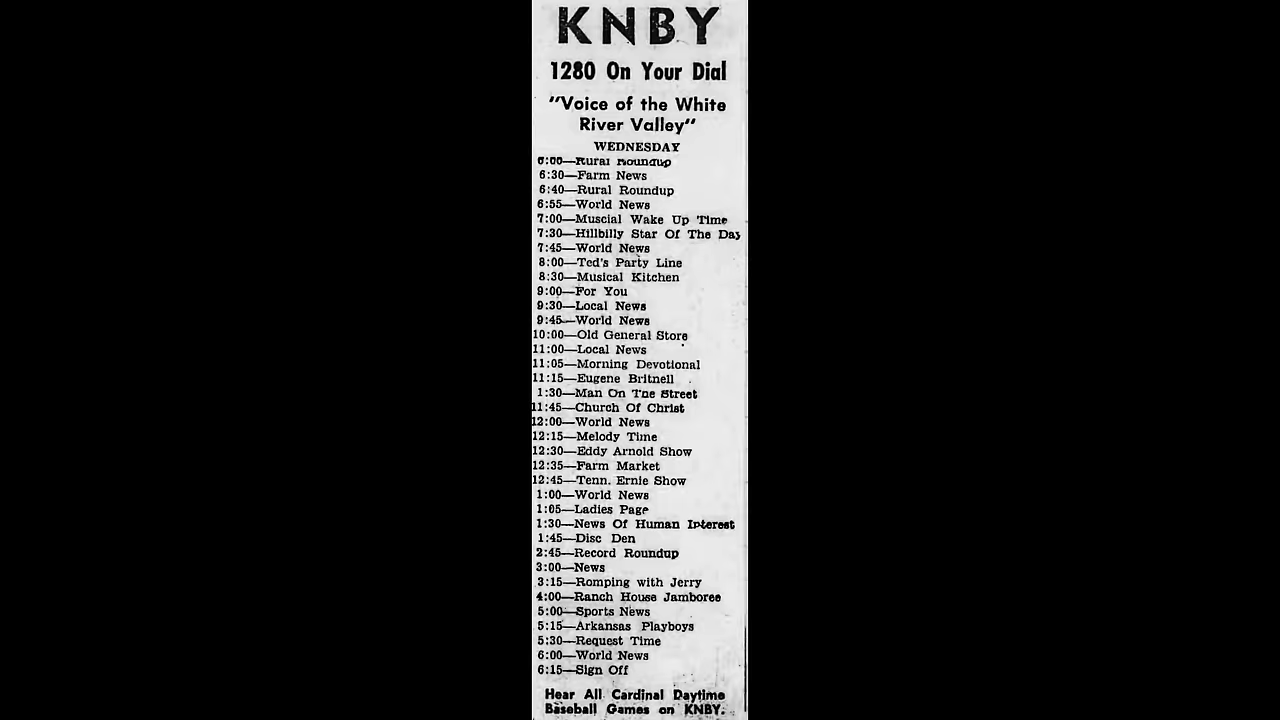 KNBY
1280 On Your Dial
"Voice of the White
River Valley"
WEDNESDAY
6:00—Rural Roundup
6:30—Farm News
6:40—Rural Roundup
6:55—World News
7:00—Muscial Wake Up Time
7:30—Hillbilly Star Of The Day
7:45—World News
8:00—Ted's Party Line
8:30—Musical Kitchen
9:00—For You
9:30—Local News
9:45—World News
10:00—Old General Store
11:00—Local News
11:05—Morning Devotional
11:15—Eugene Britnell
1:30—Man On The Street
11:45—Church Of Christ
12:00—World News
12:15—Melody Time
12:30—Eddy Arnold Show
12:35—Farm Market
12:45—Tenn. Ernie Show
1:00—World News
1:05—Ladies Page
1:30—News Of Human Interest
1:45—Disc Den
2:45—Record Roundup
3:00—News
3:15—Romping with Jerry
4:00—Ranch House Jamboree
5:00—Sports News
5:15—Arkansas Playboys
5:30—Request Time
6:00—World News
6:15—Sign Off
Hear All Cardinal Daytime
Baseball Games on KNBY.